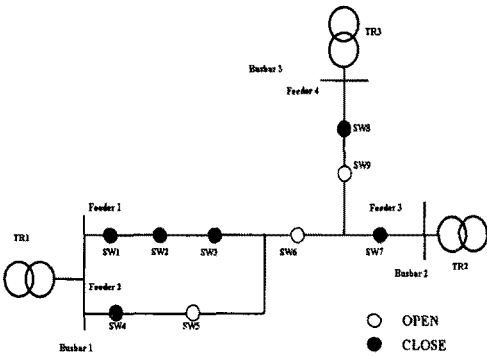 TR3
Busbar 3
Feeder 4
SW8
SW9
Feeder 1
Feeder 3
TR1
SW1
SW2
SW3
SW6
SW7
TR2
Busbar 2
Feeder 2
SW4
SW5
Busbar 1
OPEN
CLOSE